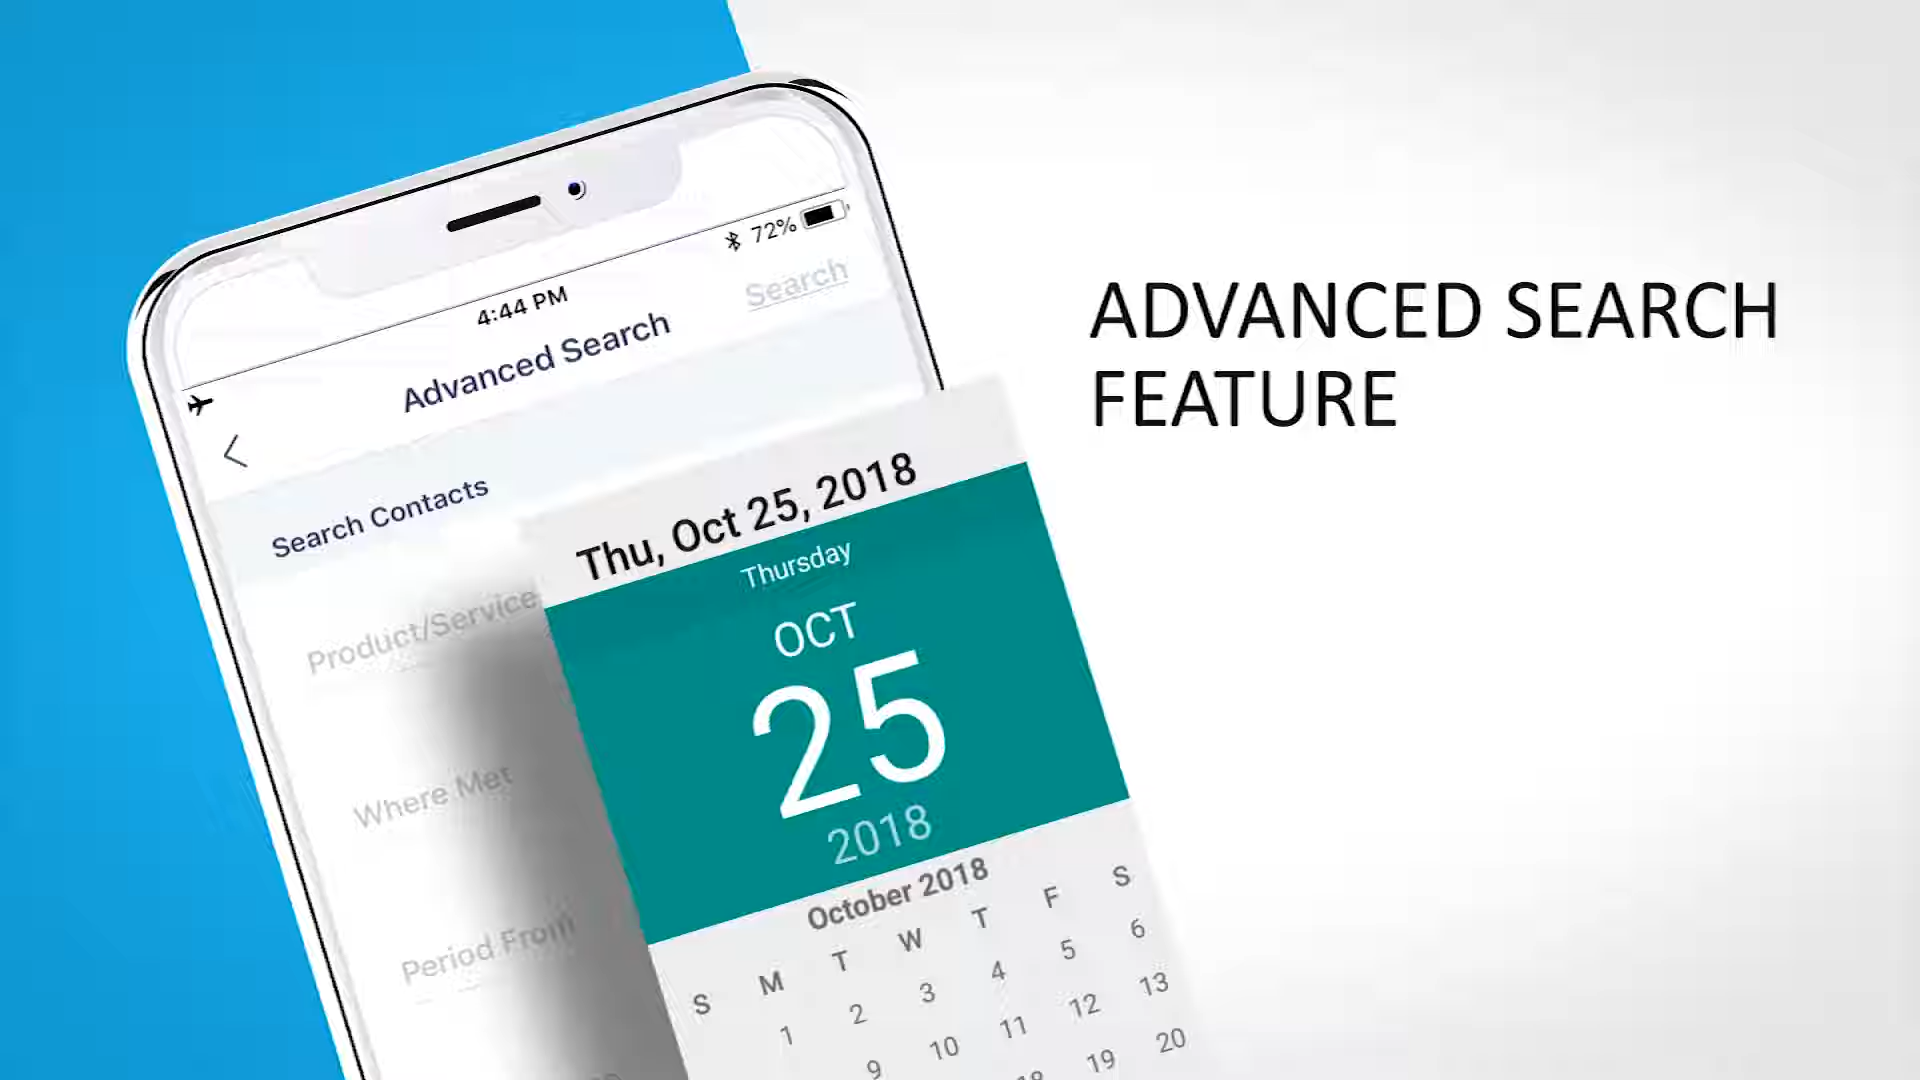 72%
4:44 PM
Search
Advanced Search
Search Contacts
Product/Service
Where Met
Period From
Thu, Oct 25, 2018
Thursday
OCT
25
2018
October 2018
S M T W T F S
1 2 3 4 5 6
9 10 11 12 13
19 20
ADVANCED SEARCH
FEATURE